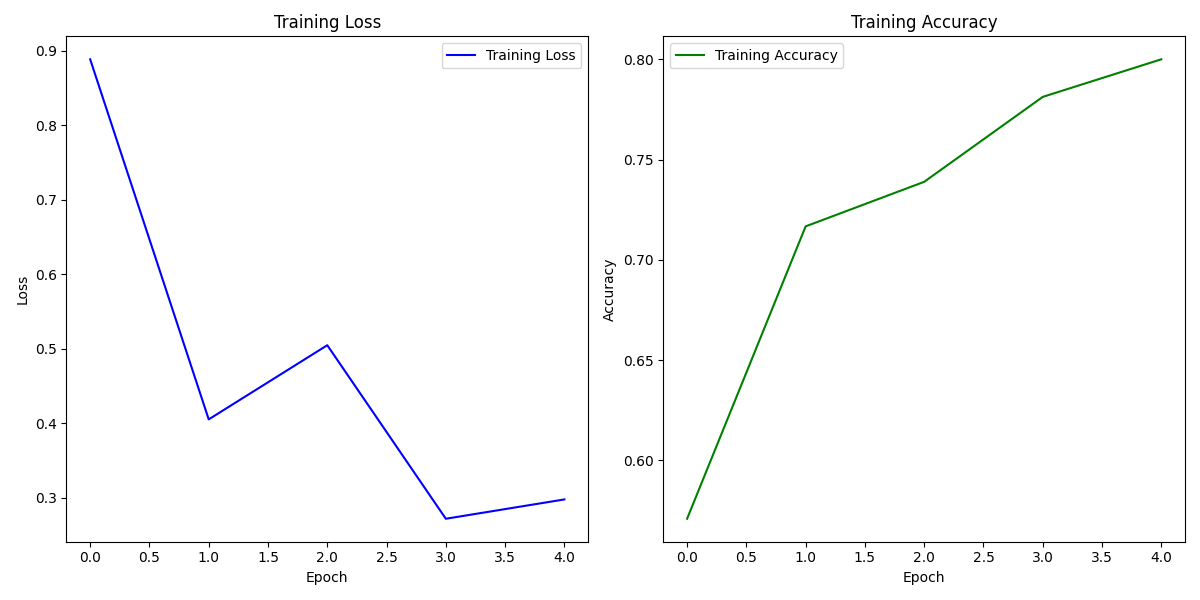 Training Loss
Training Loss
0.9
0.8
0.7
0.6
0.5
0.4
0.3
Loss
0.0 0.5 1.0 1.5 2.0 2.5 3.0 3.5 4.0
Epoch
Training Accuracy
Training Accuracy
0.80
0.75
0.70
0.65
0.60
Accuracy
0.0 0.5 1.0 1.5 2.0 2.5 3.0 3.5 4.0
Epoch